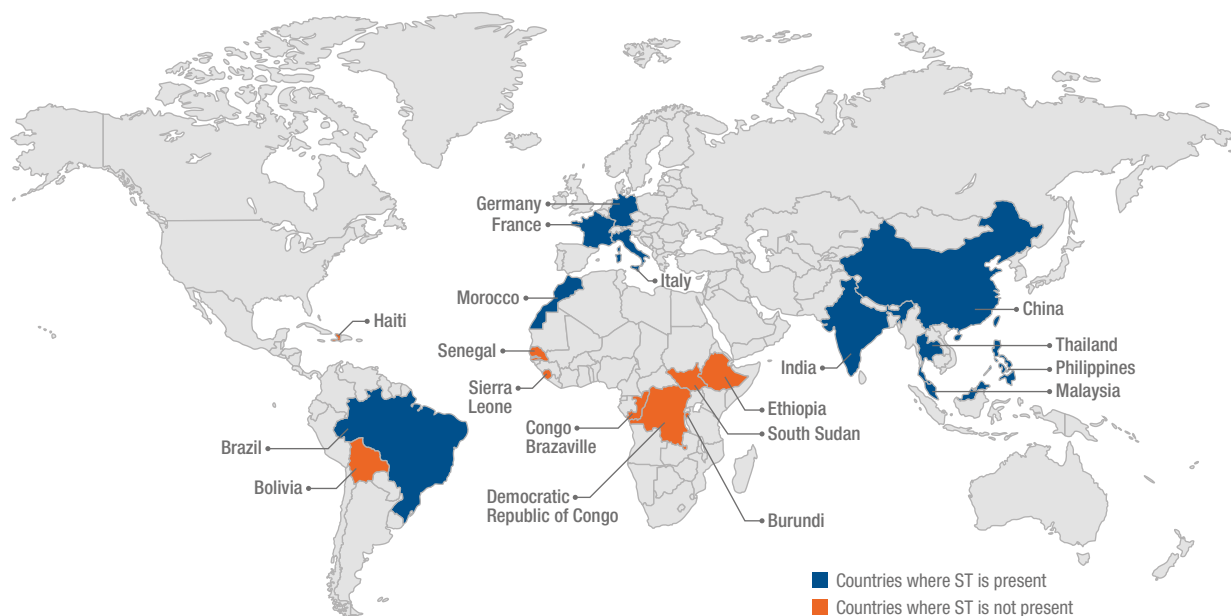 Germany
France
Italy
Morocco
China
Haiti
Senegal
Thailand
India
Philippines
Sierra
Leone
Malaysia
Ethiopia
Congo
Brazaville
South Sudan
Brazil
Bolivia
Democratic
Republic of Congo
Burundi
Countries where ST is present
Countries where ST is not present